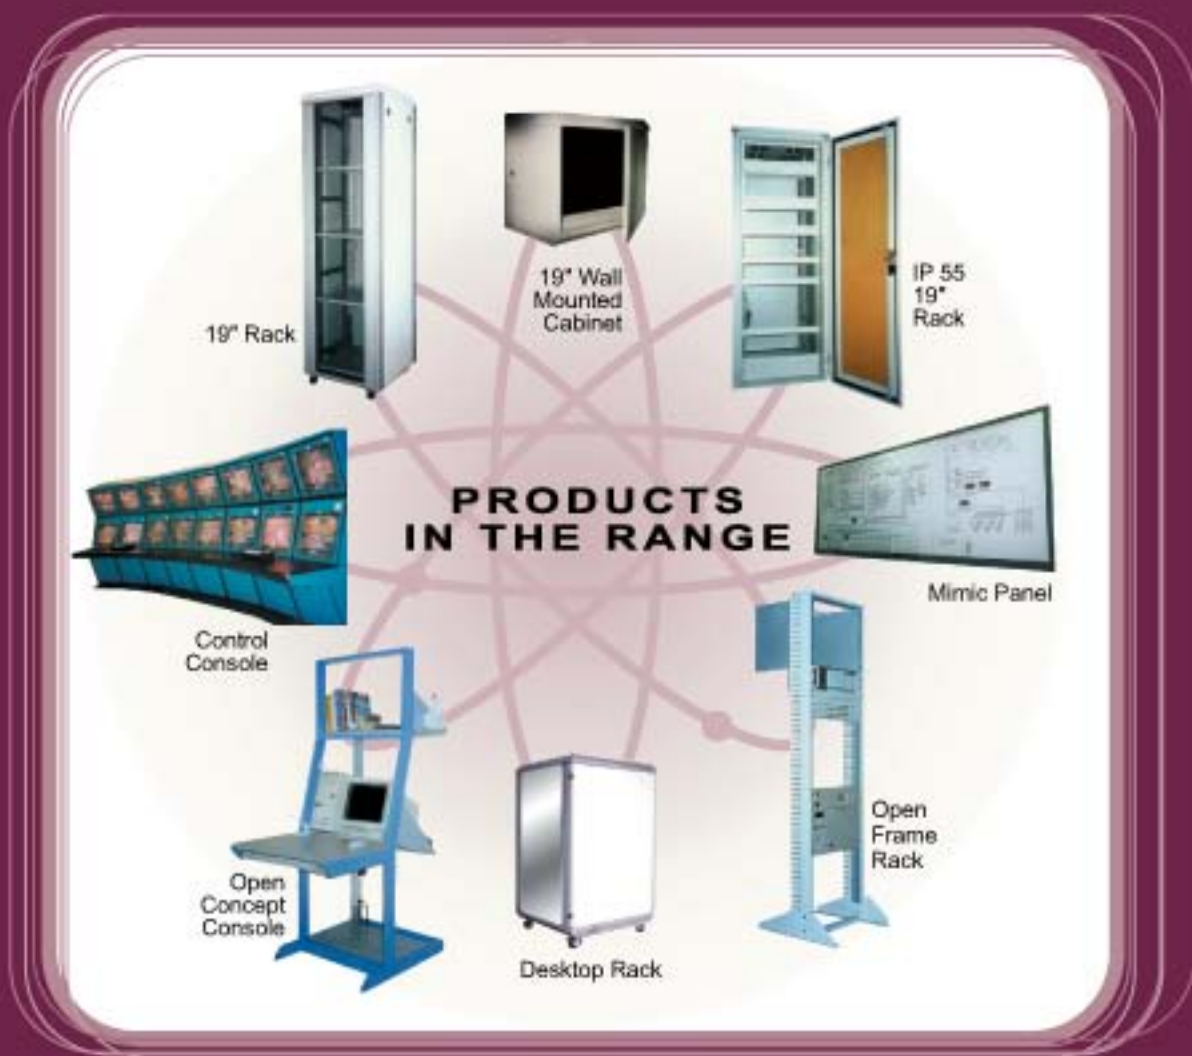 19" Rack
19" Wall
Mounted
Cabinet
IP 55
19"
Rack
PRODUCTS
IN THE RANGE
Mimic Panel
Control
Console
Open
Frame
Rack
Open
Concept
Console
Desktop Rack